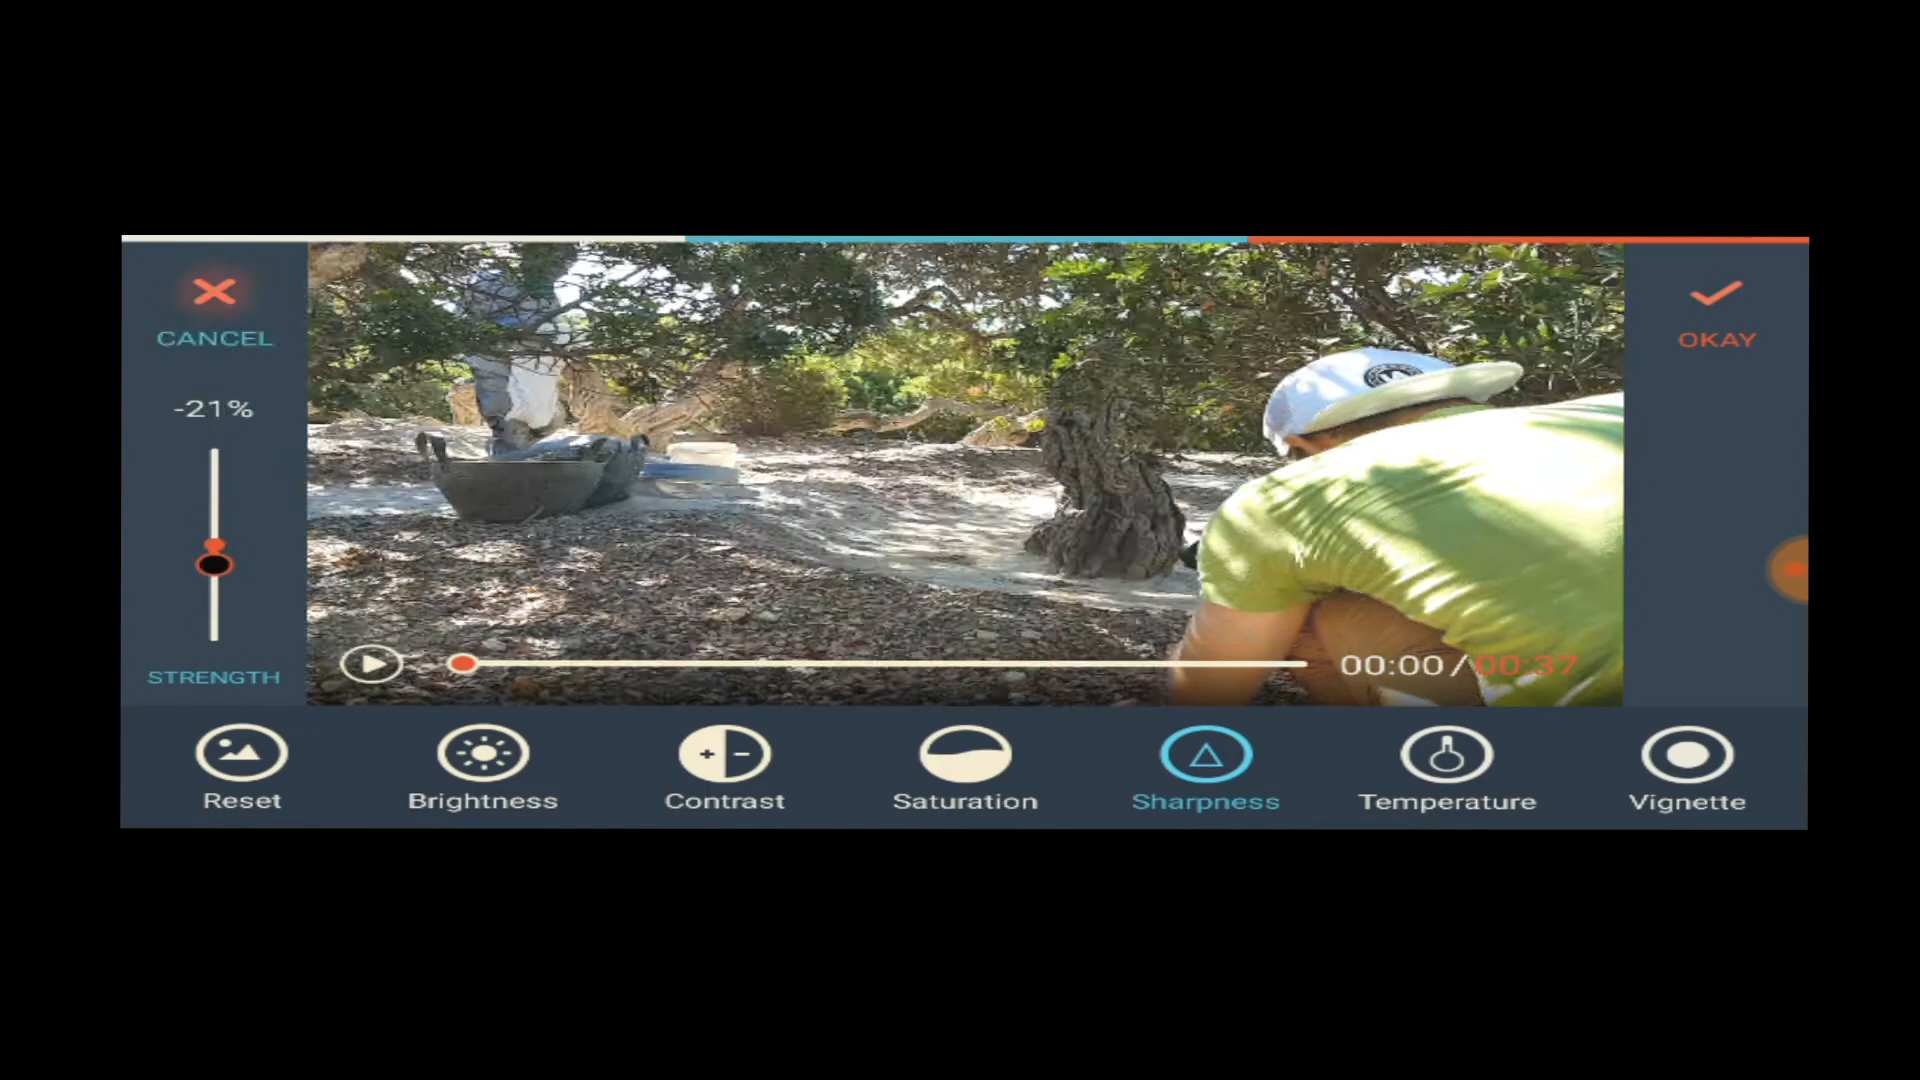 CANCEL
OKAY
-21%
STRENGTH
00:00 / 00:37
Reset
Brightness
Contrast
Saturation
Sharpness
Temperature
Vignette